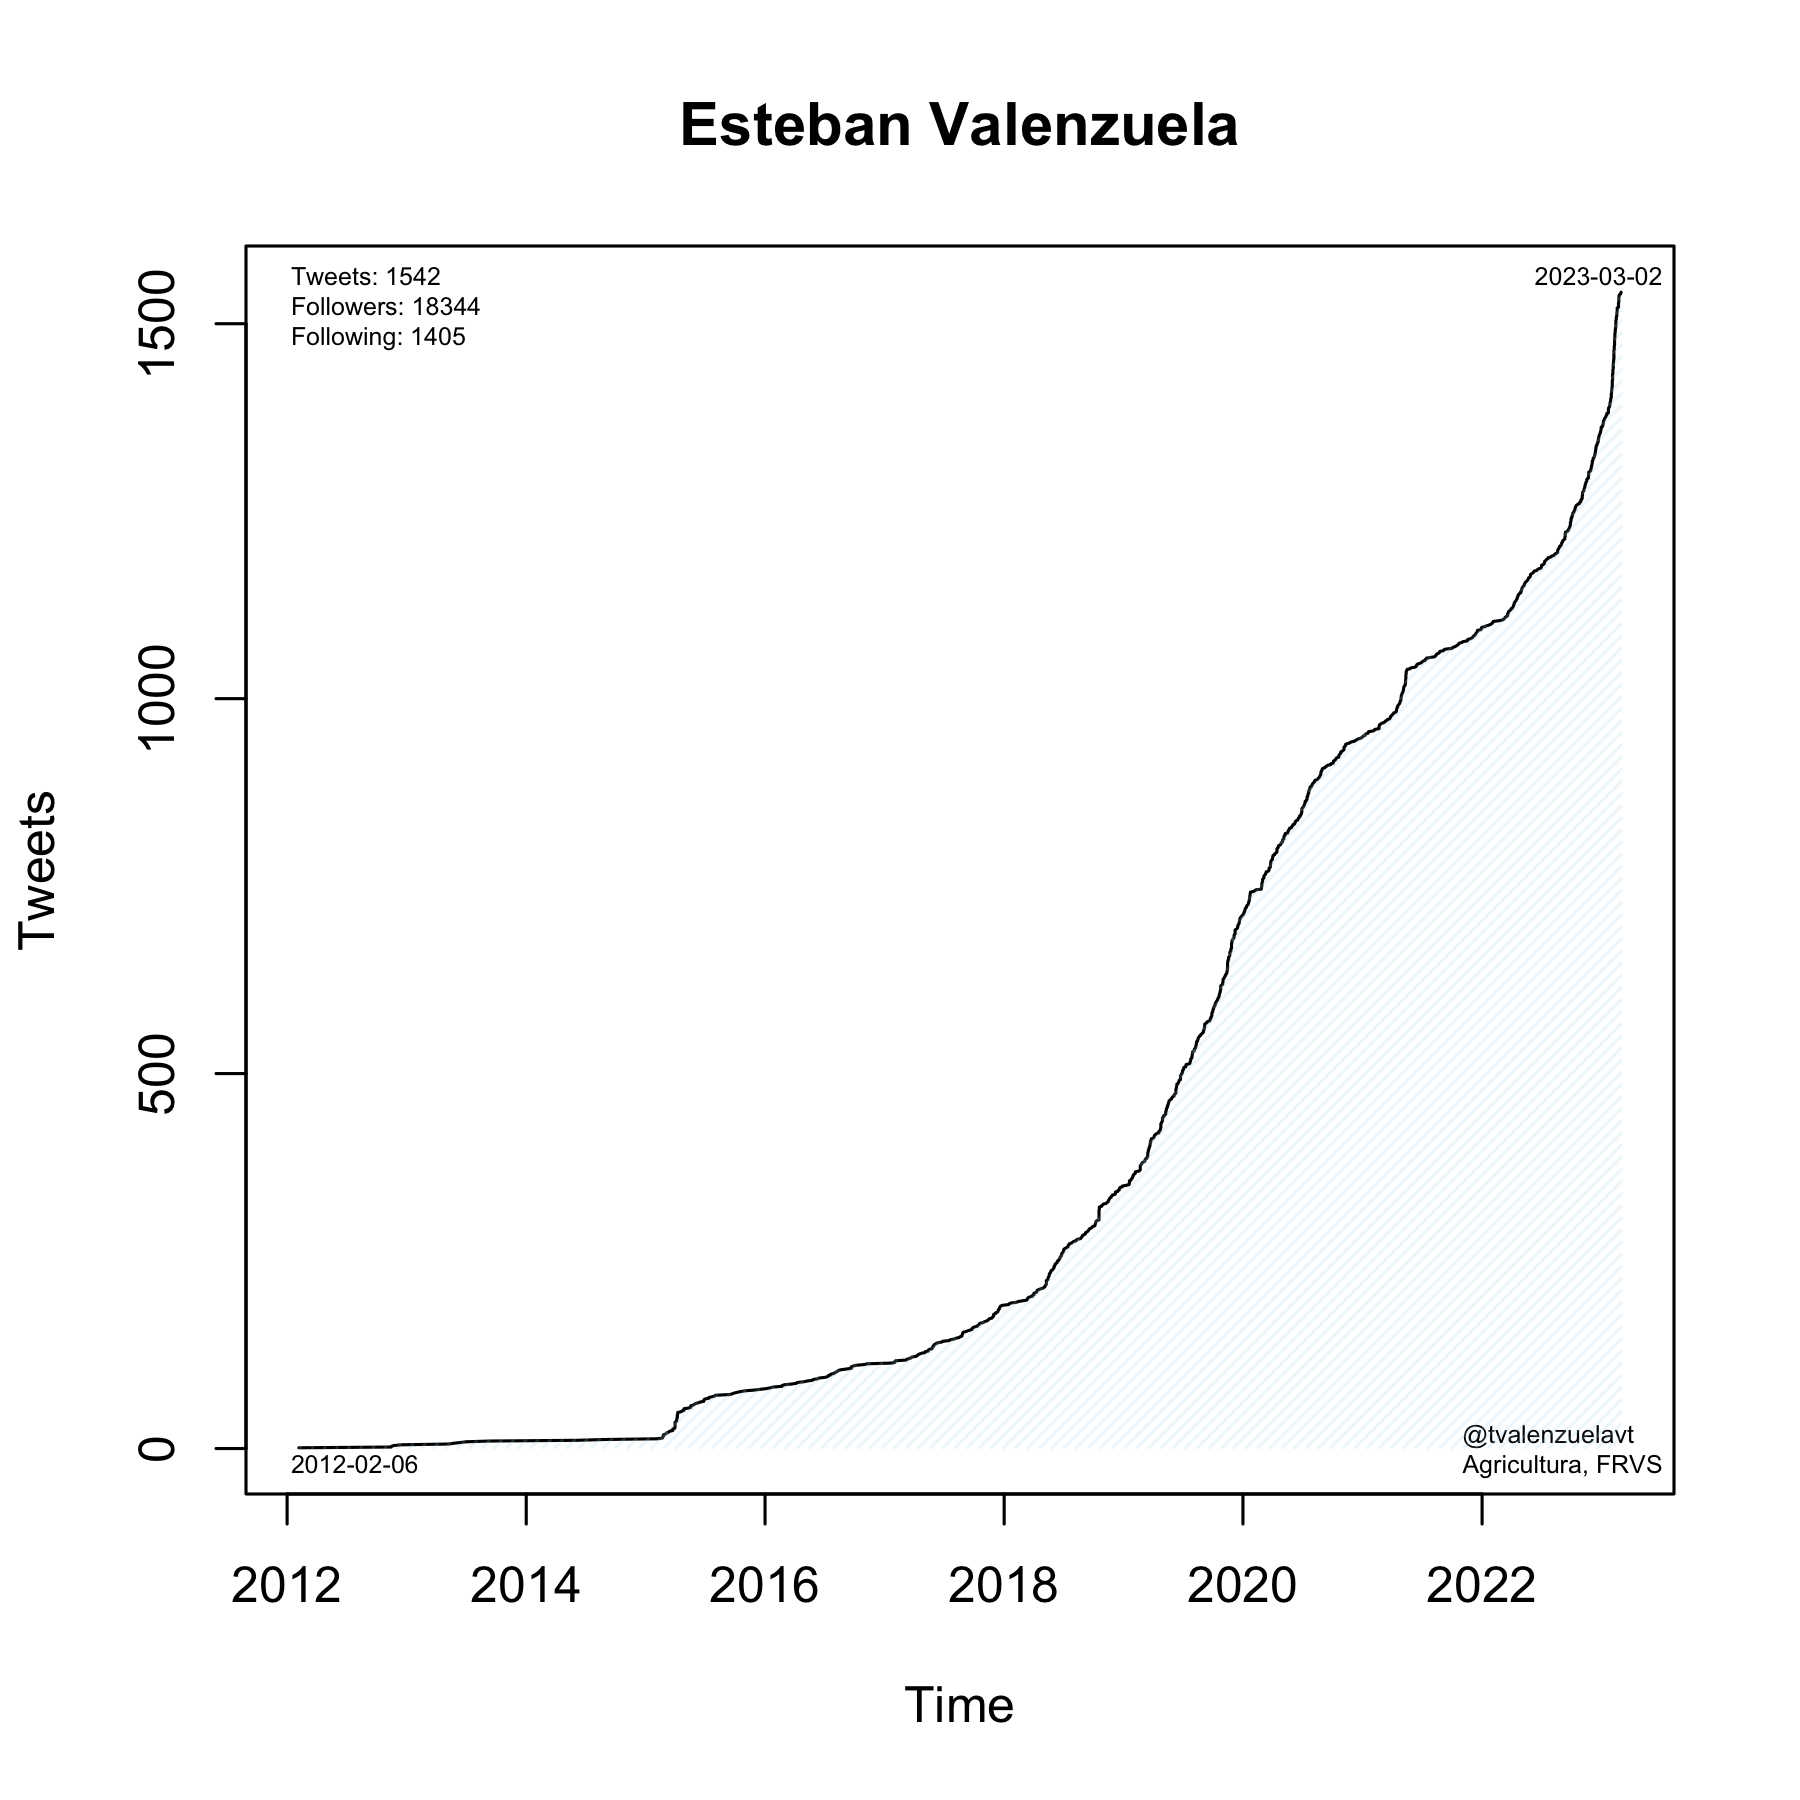 Esteban Valenzuela
Tweets: 1542
Followers: 18344
Following: 1405
2023-03-02
1500
1000
500
0
Tweets
@tvalenzuelavt
Agricultura, FRVS
2012-02-06
2012
2014
2016
2018
2020
2022
Time